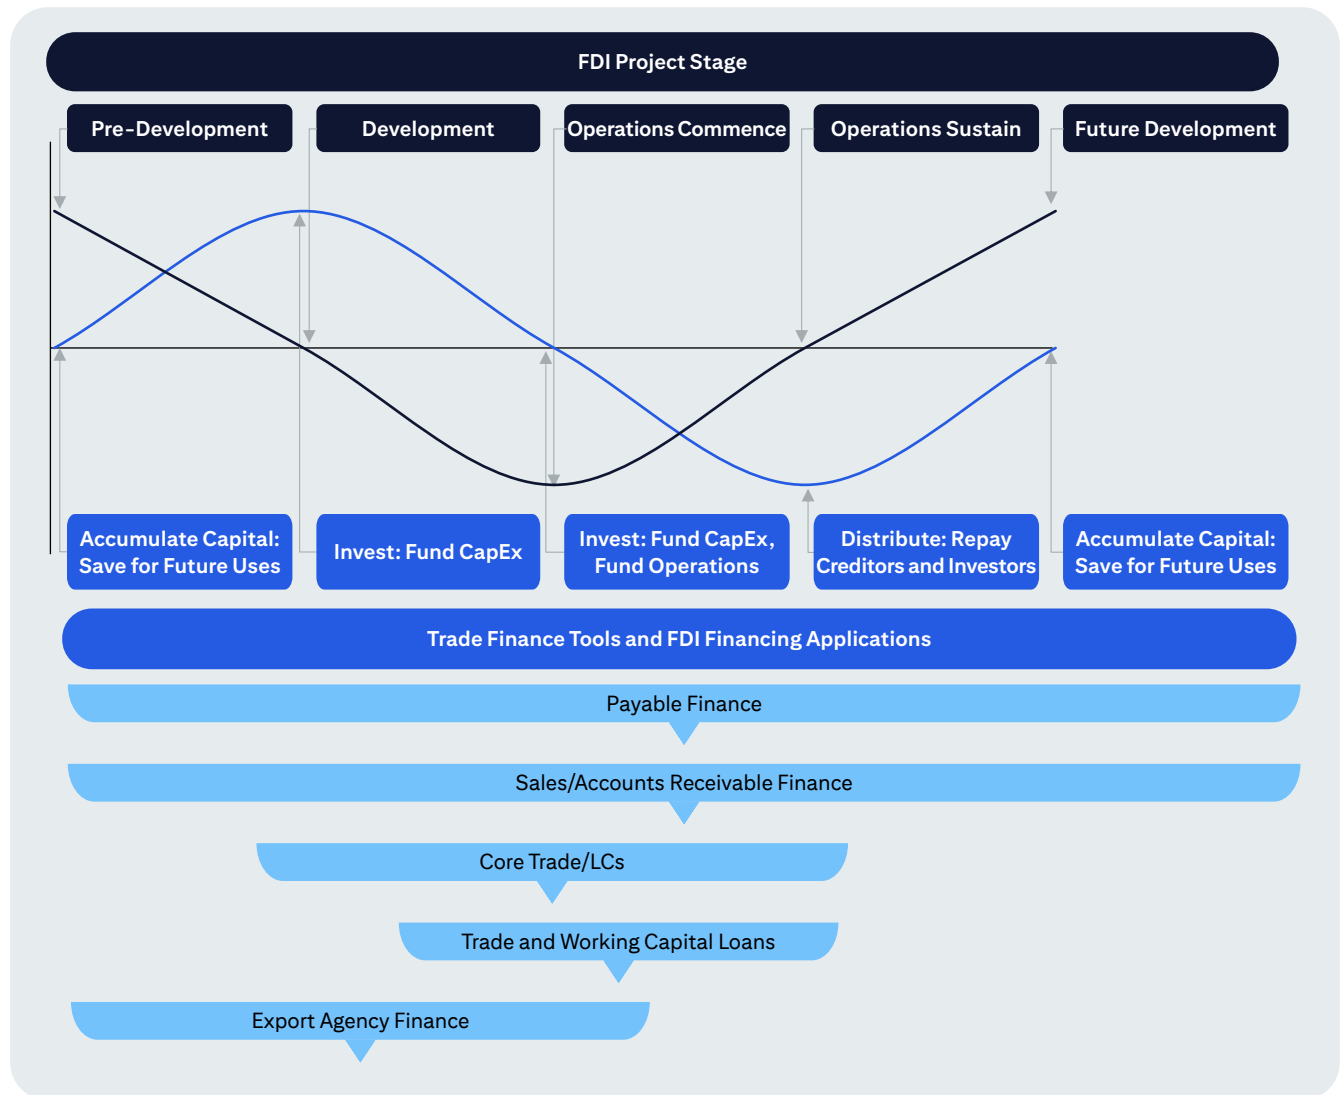 FDI Project Stage
Pre-Development
Development
Operations Commence
Operations Sustain
Future Development
Accumulate Capital:
Save for Future Uses
Invest: Fund CapEx
Invest: Fund CapEx,
Fund Operations
Distribute: Repay
Creditors and Investors
Accumulate Capital:
Save for Future Uses
Trade Finance Tools and FDI Financing Applications
Payable Finance
Sales/Accounts Receivable Finance
Core Trade/LCs
Trade and Working Capital Loans
Export Agency Finance